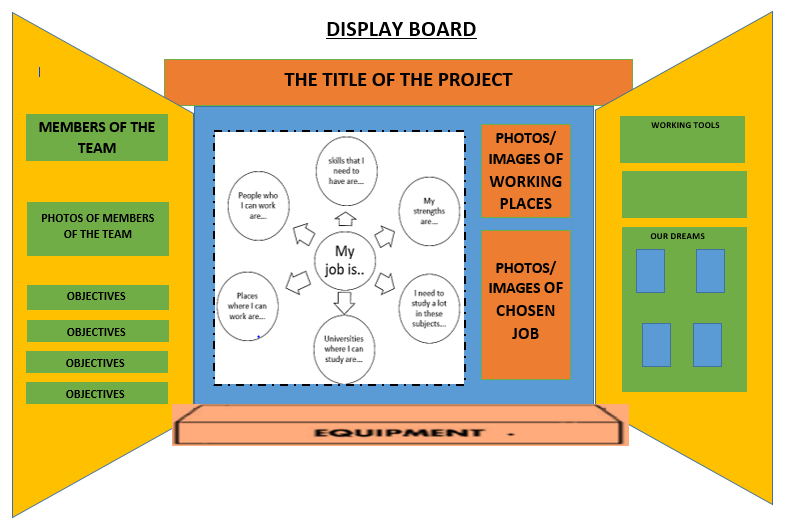 DISPLAY BOARD
THE TITLE OF THE PROJECT
MEMBERS OF THE
TEAM
PHOTOS OF MEMBERS
OF THE TEAM
OBJECTIVES
OBJECTIVES
OBJECTIVES
OBJECTIVES
skills that I
need to
have are...
People who
I can work
are...
My
strengths
are...
My
job is..
Places
where I can
work are...
I need to
study a lot
in these
subjects...
Universities
where I can
study are...
PHOTOS/
IMAGES OF
WORKING
PLACES
PHOTOS/
IMAGES OF
CHOSEN
JOB
WORKING TOOLS
OUR DREAMS
EQUIPMENT .